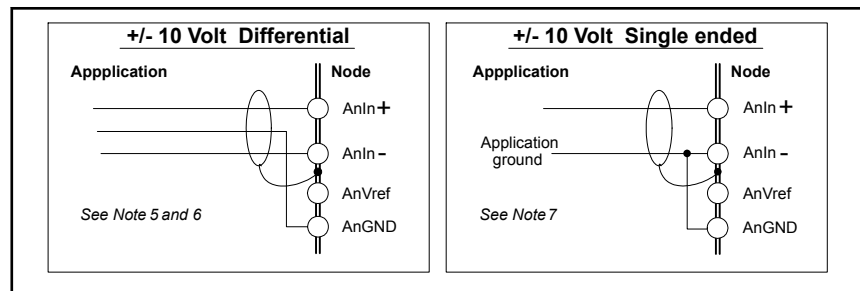 +/- 10 Volt Differential
Appplication
Node
AnIn+
AnIn-
AnVref
AnGND
See Note 5 and 6
+/- 10 Volt Single ended
Appplication
Node
AnIn+
Application
ground
AnIn-
AnVref
AnGND
See Note 7